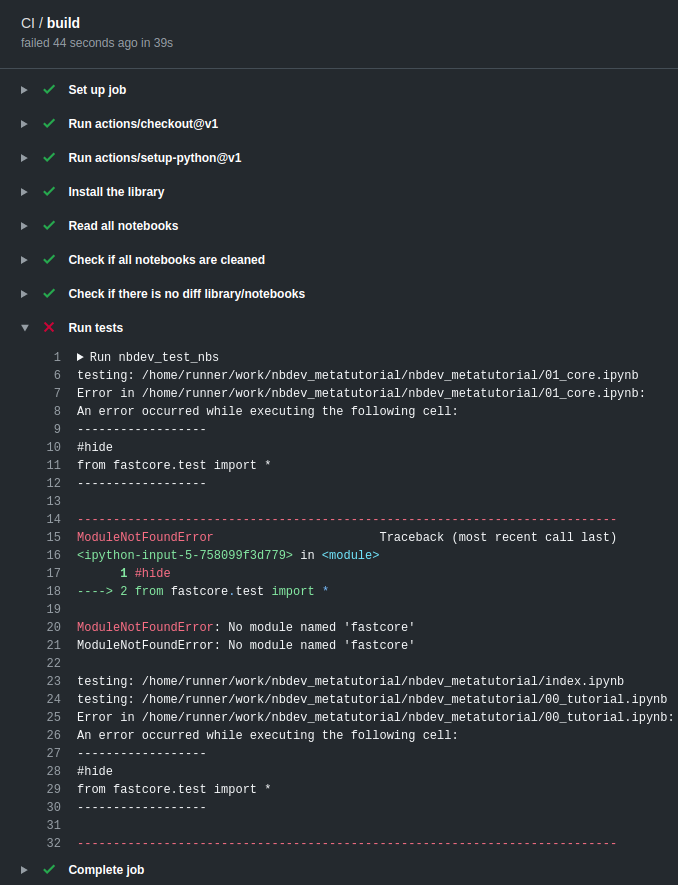 CI / build
failed 44 seconds ago in 39s
Set up job
Run actions/checkout@v1
Run actions/setup-python@v1
Install the library
Read all notebooks
Check if all notebooks are cleaned
Check if there is no diff library/notebooks
Run tests
1 Run nbdev_test_nbs
6 testing: /home/runner/work/nbdev_metatutorial/nbdev_metatutorial/01_core.ipynb
7 Error in /home/runner/work/nbdev_metatutorial/nbdev_metatutorial/01_core.ipynb:
8 An error occurred while executing the following cell:
9 ------------------
10 #hide
11 from fastcore.test import *
12 ------------------
13
14 ---------------------------------------------------------------------------
15 ModuleNotFoundError                       Traceback (most recent call last)
16 <ipython-input-5-758099f3d779> in <module>
17       1 #hide
18 ----> 2 from fastcore.test import *
19
20 ModuleNotFoundError: No module named 'fastcore'
21 ModuleNotFoundError: No module named 'fastcore'
22
23 testing: /home/runner/work/nbdev_metatutorial/nbdev_metatutorial/index.ipynb
24 testing: /home/runner/work/nbdev_metatutorial/nbdev_metatutorial/00_tutorial.ipynb
25 Error in /home/runner/work/nbdev_metatutorial/nbdev_metatutorial/00_tutorial.ipynb:
26 An error occurred while executing the following cell:
27 ------------------
28 #hide
29 from fastcore.test import *
30 ------------------
31
32 ---------------------------------------------------------------------------
Complete job